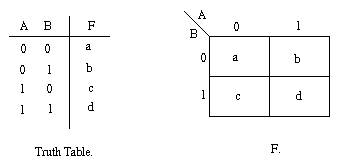 A B F
0 0 a
0 1 b
1 0 c
1 1 d
Truth Table.
A
B
0 1
0 a b
1 c d
F.